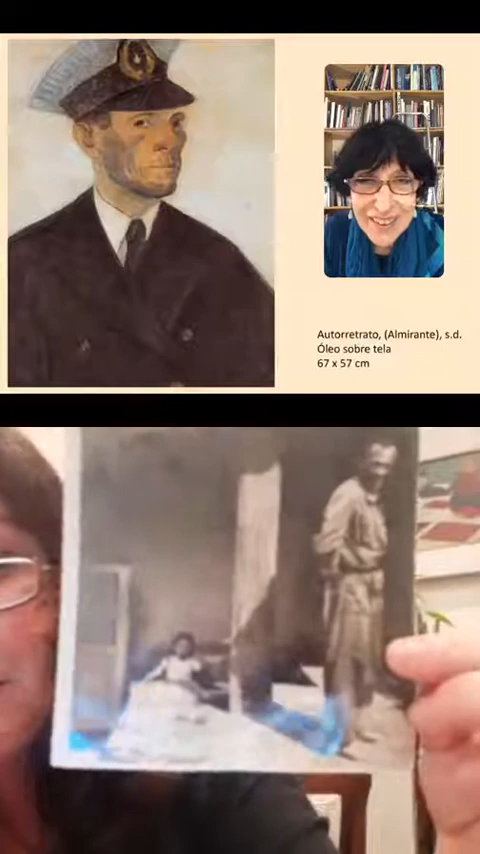 Autorretrato, (Almirante), s.d.
Óleo sobre tela
67 x 57 cm